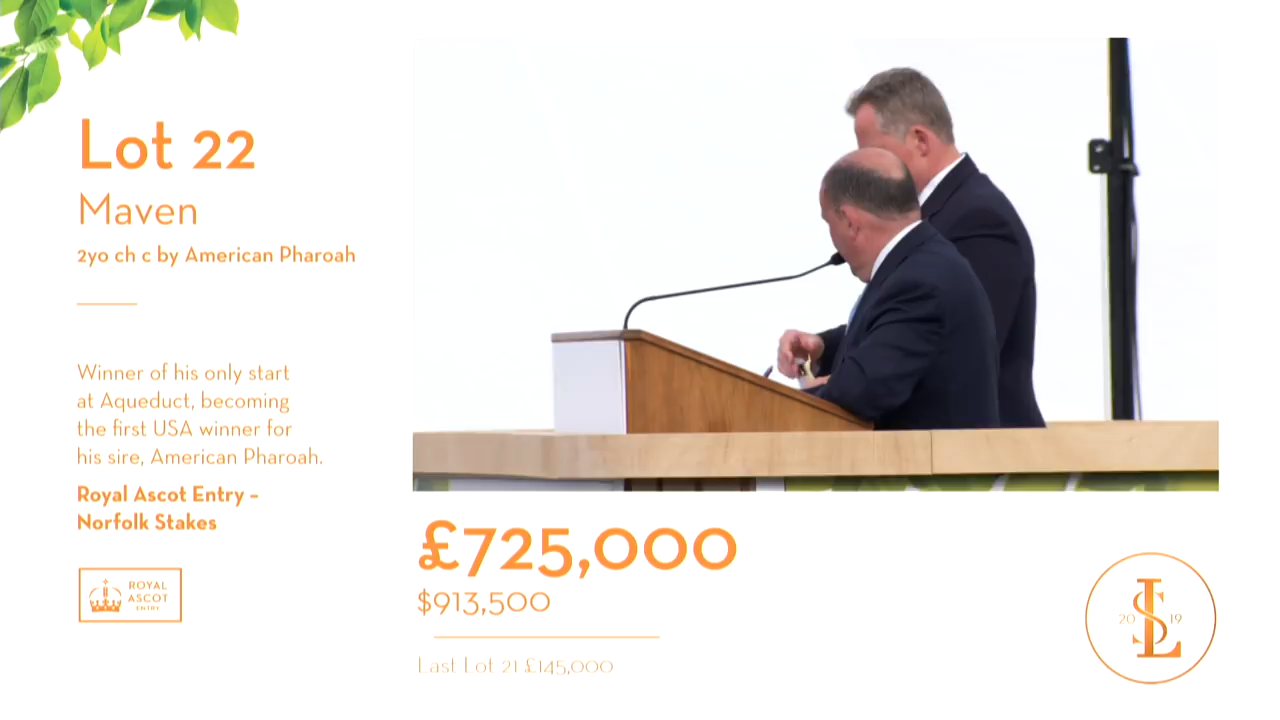 Lot 22
Maven
2yo ch c by American Pharoah
Winner of his only start
at Aqueduct, becoming
the first USA winner for
his sire, American Pharoah.
Royal Ascot Entry –
Norfolk Stakes
ROYAL
ASCOT
ENTRY
£725,000
$913,500
Last Lot 21 £145,000
20 SL 19